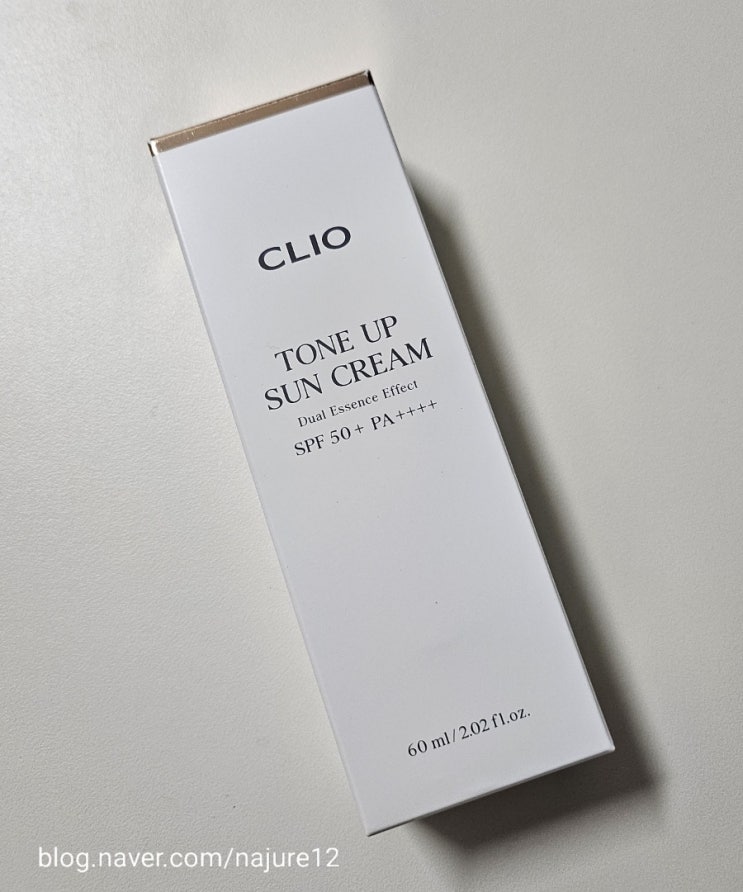 CLIO
TONE UP
SUN CREAM
Dual Essence Effect
SPF 50+ PA++++
60 ml/2.02 fl.oz.
blog.naver.com/najure12